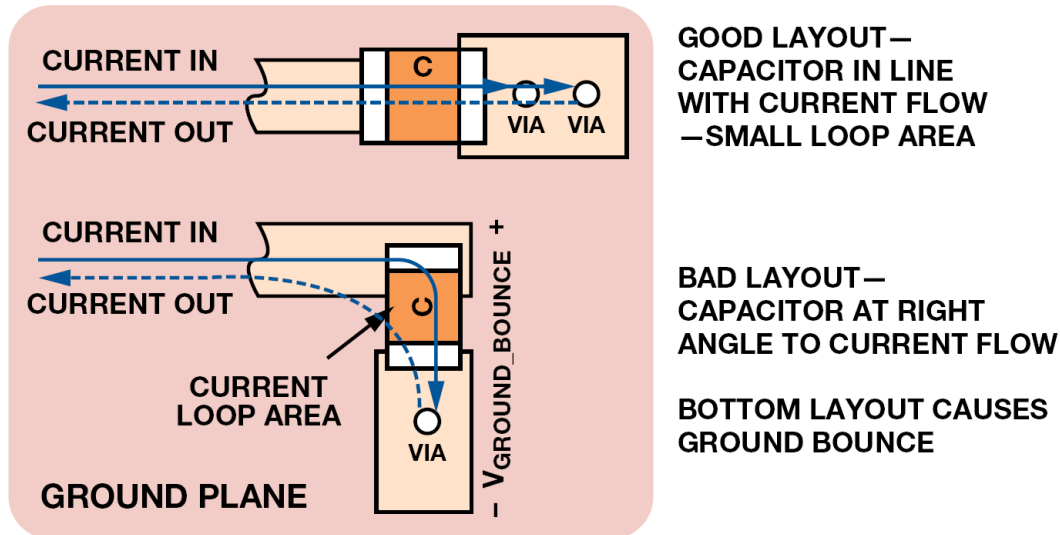 CURRENT IN
C
CURRENT OUT
VIA VIA
GOOD LAYOUT—
CAPACITOR IN LINE
WITH CURRENT FLOW
—SMALL LOOP AREA
CURRENT IN
CURRENT OUT
C
CURRENT
LOOP AREA
VIA
– VGROUND_BOUNCE +
GROUND PLANE
BAD LAYOUT—
CAPACITOR AT RIGHT
ANGLE TO CURRENT FLOW
BOTTOM LAYOUT CAUSES
GROUND BOUNCE